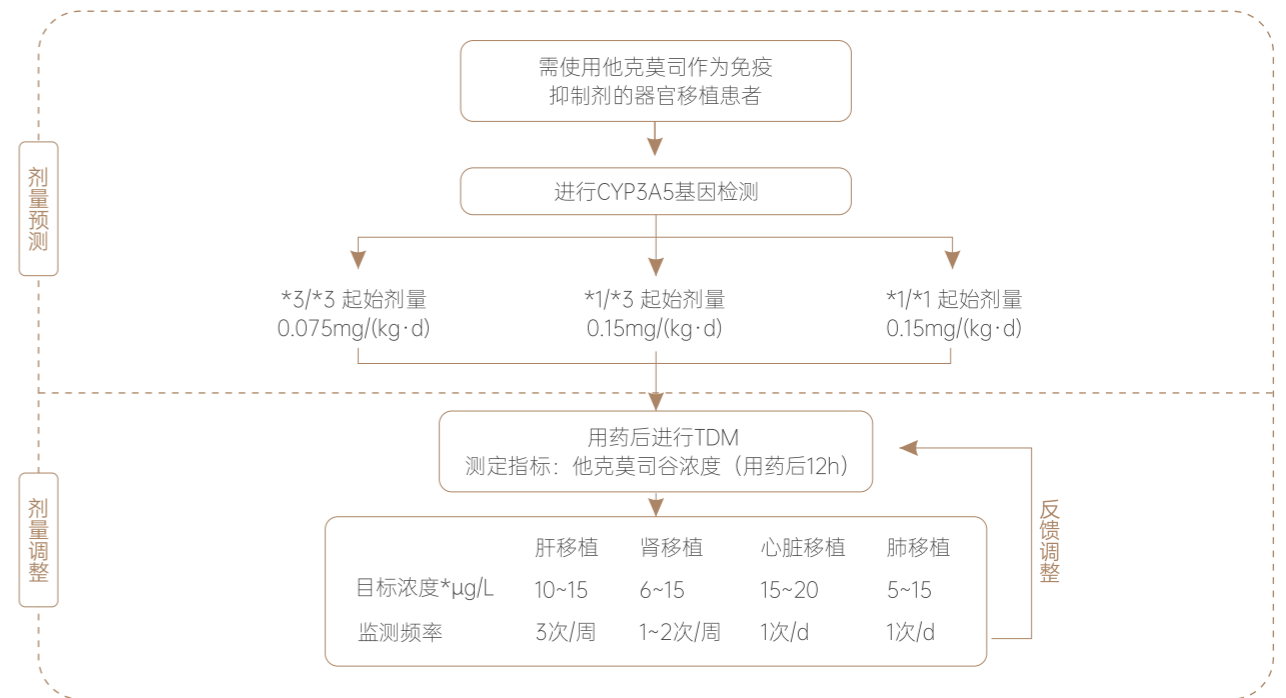 需使用他克莫司作为免疫
抑制剂的器官移植患者
剂量预测
进行CYP3A5基因检测
*3/*3 起始剂量
0.075mg/(kg·d)
*1/*3 起始剂量
0.15mg/(kg·d)
*1/*1 起始剂量
0.15mg/(kg·d)
剂量调整
用药后进行TDM
测定指标：他克莫司谷浓度（用药后12h）
反馈调整
肝移植 肾移植 心脏移植 肺移植
目标浓度*μg/L 10~15 6~15 15~20 5~15
监测频率 3次/周 1~2次/周 1次/d 1次/d